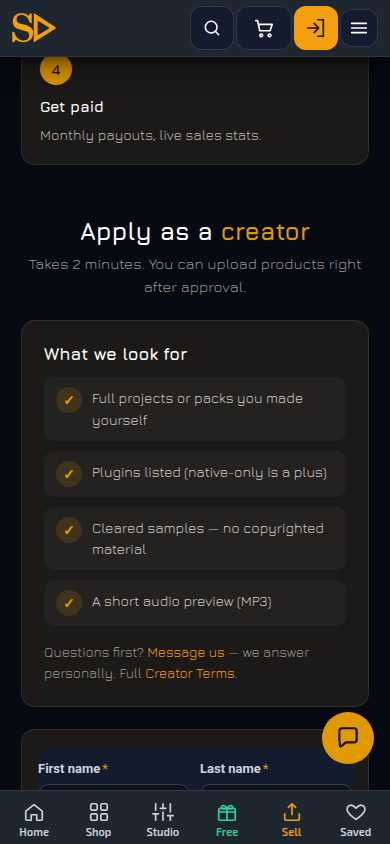 4
Get paid
Monthly payouts, live sales stats.
Apply as a creator
Takes 2 minutes. You can upload products right
after approval.
What we look for
✓ Full projects or packs you made
yourself
✓ Plugins listed (native-only is a plus)
✓ Cleared samples — no copyrighted
material
✓ A short audio preview (MP3)
Questions first? Message us — we answer
personally. Full Creator Terms.
First name* Last name*
Home Shop Studio Free Sell Saved